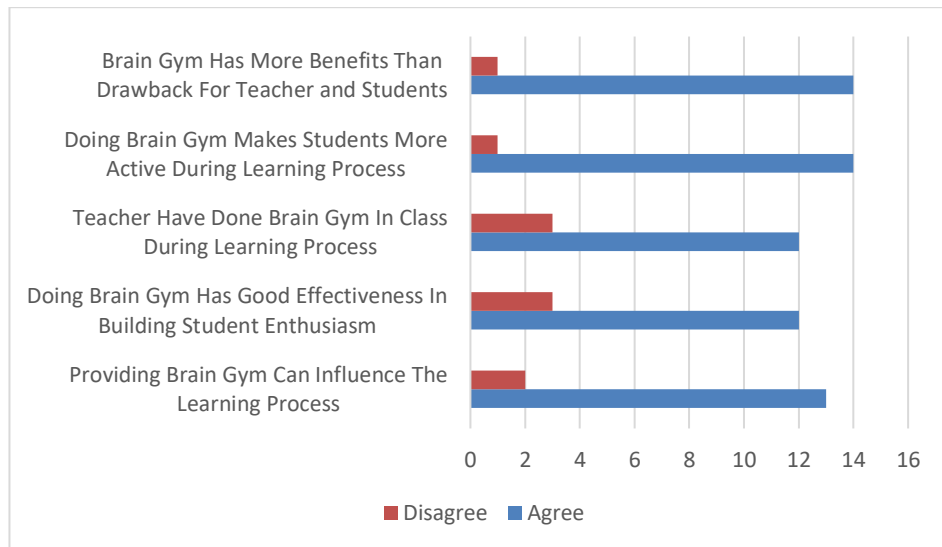 Brain Gym Has More Benefits Than
Drawback For Teacher and Students
Doing Brain Gym Makes Students More
Active During Learning Process
Teacher Have Done Brain Gym In Class
During Learning Process
Doing Brain Gym Has Good Effectiveness In
Building Student Enthusiasm
Providing Brain Gym Can Influence The
Learning Process
0 2 4 6 8 10 12 14 16
Disagree Agree